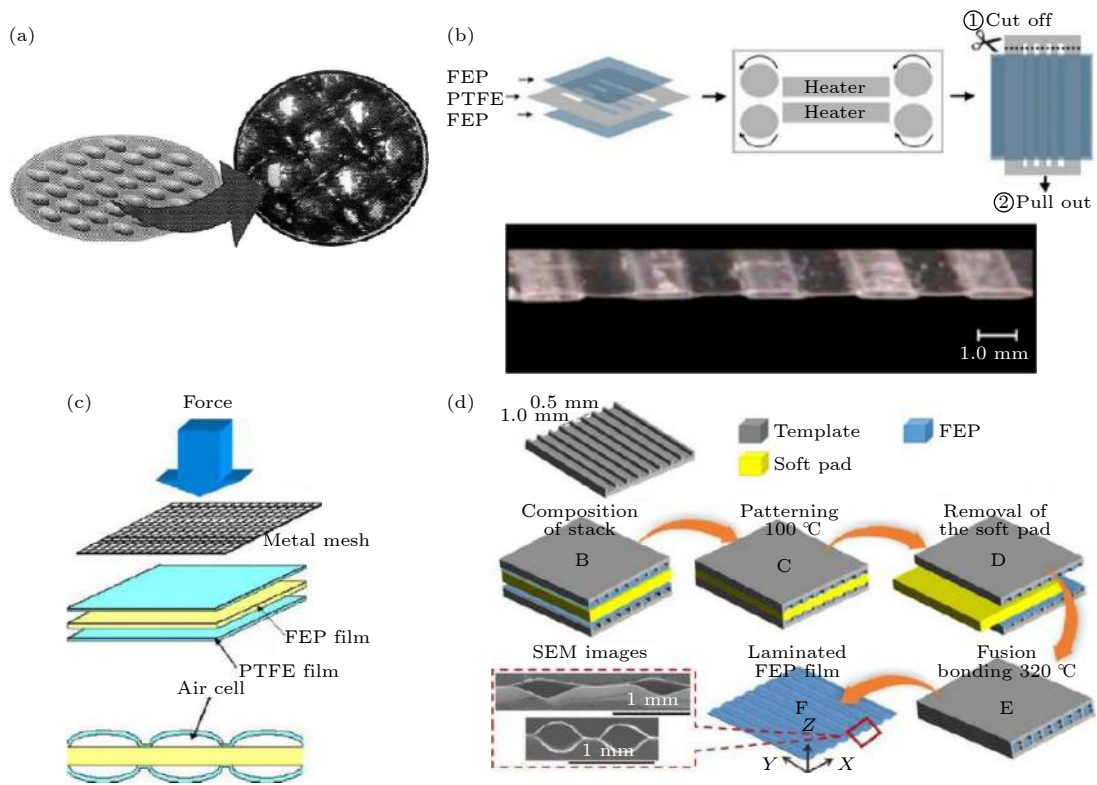 (a)
(b)
FEP
PTFE
FEP
Heater
Heater
①Cut off
②Pull out
1.0 mm
(c)
Force
Metal mesh
FEP film
PTFE film
Air cell
(d)
0.5 mm
1.0 mm
Template
FEP
Soft pad
Composition
of stack
B
Patterning
100 ℃
C
Removal of
the soft pad
D
SEM images
1 mm
1 mm
Laminated
FEP film
F
Z
Y
X
Fusion
bonding 320 ℃
E